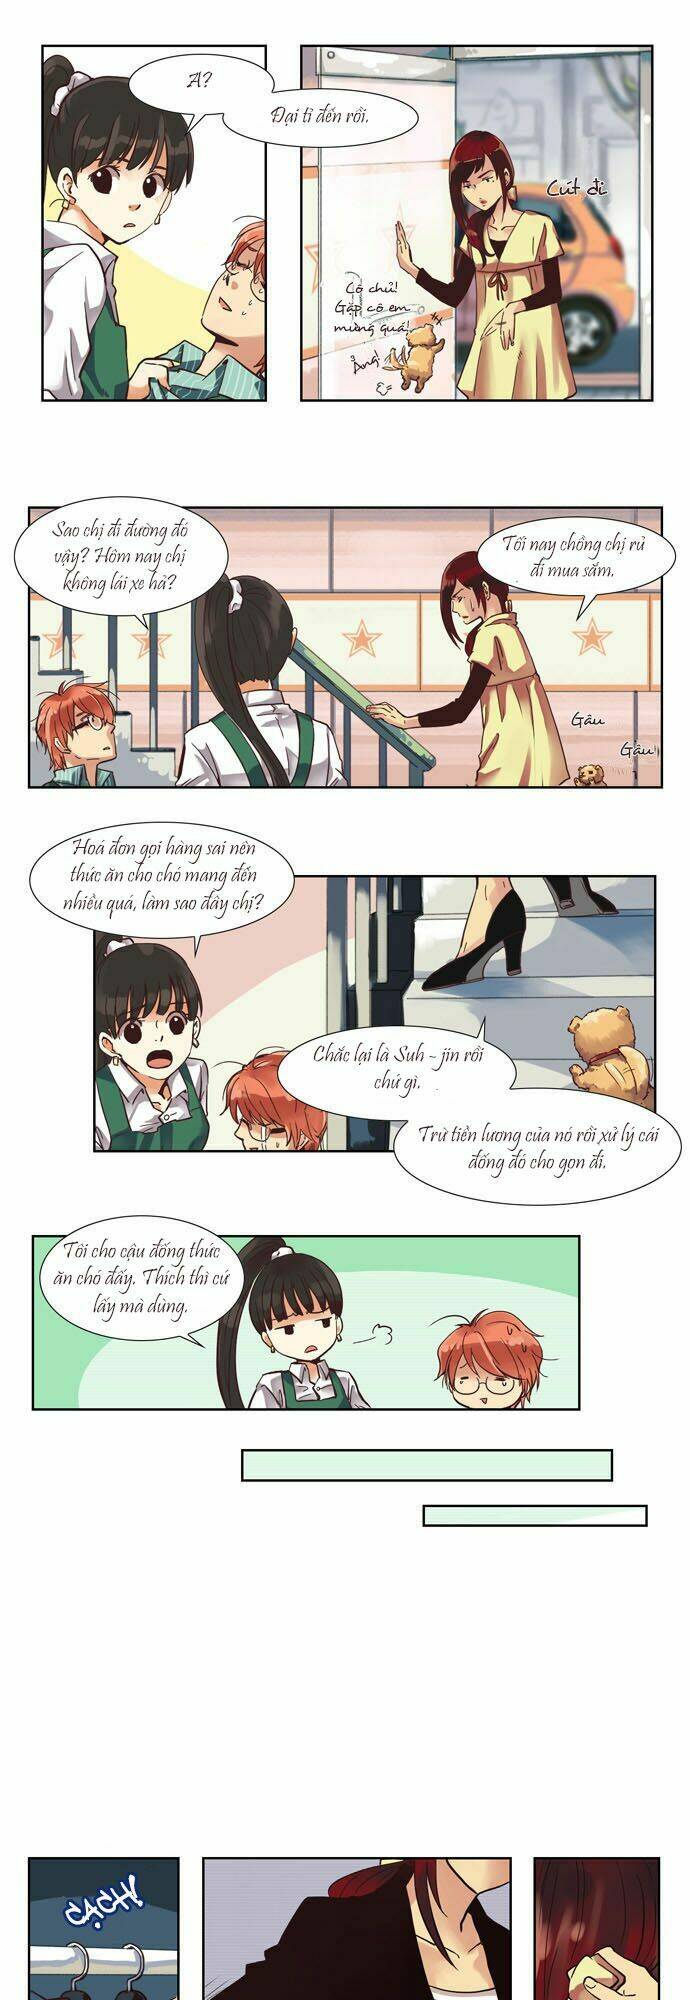 A?
Đại tỉ đến rồi.
Cút đi
Cô chủ!
Gặp cô em
mừng quá!
Ẳng!
Sao chị đi đường đó
vậy? Hôm nay chị
không lái xe hả?
Tối nay chồng chị rủ
đi mua sắm.
Gâu
Gâu
Hoá đơn gọi hàng sai nên
thức ăn cho chó mang đến
nhiều quá, làm sao đây chị?
Chắc lại là Suh - jin rồi
chứ gì.
Trừ tiền lương của nó rồi xử lý cái
đống đó cho gọn đi.
Tôi cho cậu đống thức
ăn chó đấy. Thích thì cứ
lấy mà dùng.
CẠCH!